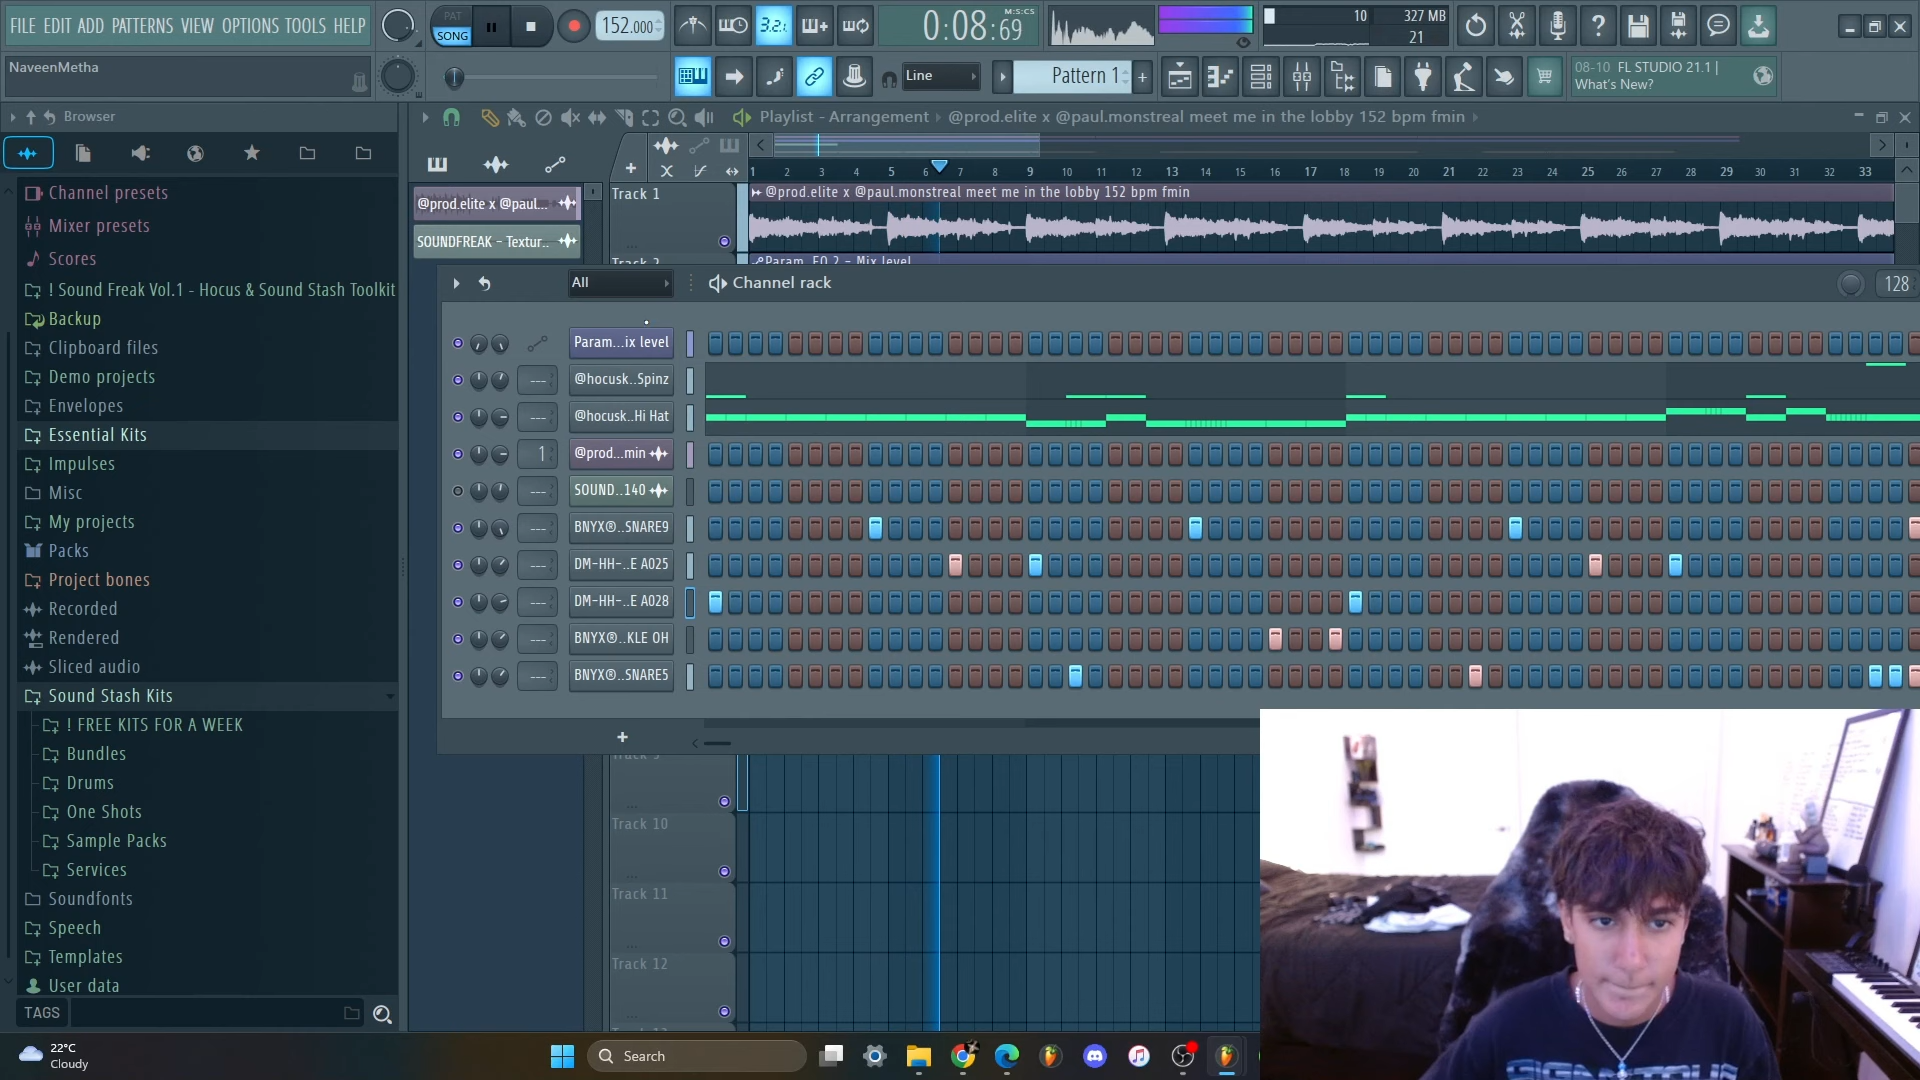 FILE EDIT ADD PATTERNS VIEW OPTIONS TOOLS HELP
PAT
SONG
152.000
3.2.1
M:S:CS
0:08:69
10
327 MB
21
NaveenMetha
Line
Pattern 1
+
08-10 FL STUDIO 21.1 |
What's New?
Browser
Playlist - Arrangement › @prod.elite x @paul.monstreal meet me in the lobby 152 bpm fmin ›
1 2 3 4 5 6 7 8 9 10 11 12 13 14 15 16 17 18 19 20 21 22 23 24 25 26 27 28 29 30 31 32 33
Channel presets
Mixer presets
Scores
! Sound Freak Vol.1 - Hocus & Sound Stash Toolkit
Backup
Clipboard files
Demo projects
Envelopes
Essential Kits
Impulses
Misc
My projects
Packs
Project bones
Recorded
Rendered
Sliced audio
Sound Stash Kits
! FREE KITS FOR A WEEK
Bundles
Drums
One Shots
Sample Packs
Services
Soundfonts
Speech
Templates
User data
TAGS
@prod.elite x @paul...
SOUNDFREAK - Textur..
Track 1
@prod.elite x @paul.monstreal meet me in the lobby 152 bpm fmin
Track 2
Param. EQ 2 - Mix level
All
Channel rack
128
Param...ix level
--- @hocusk..Spinz
--- @hocusk..Hi Hat
1 @prod...min
--- SOUND..140
--- BNYX®..SNARE9
--- DM-HH-..E A025
--- DM-HH-..E A028
--- BNYX®..KLE OH
--- BNYX®..SNARE5
+
Track 9
Track 10
Track 11
Track 12
22°C
Cloudy
Search